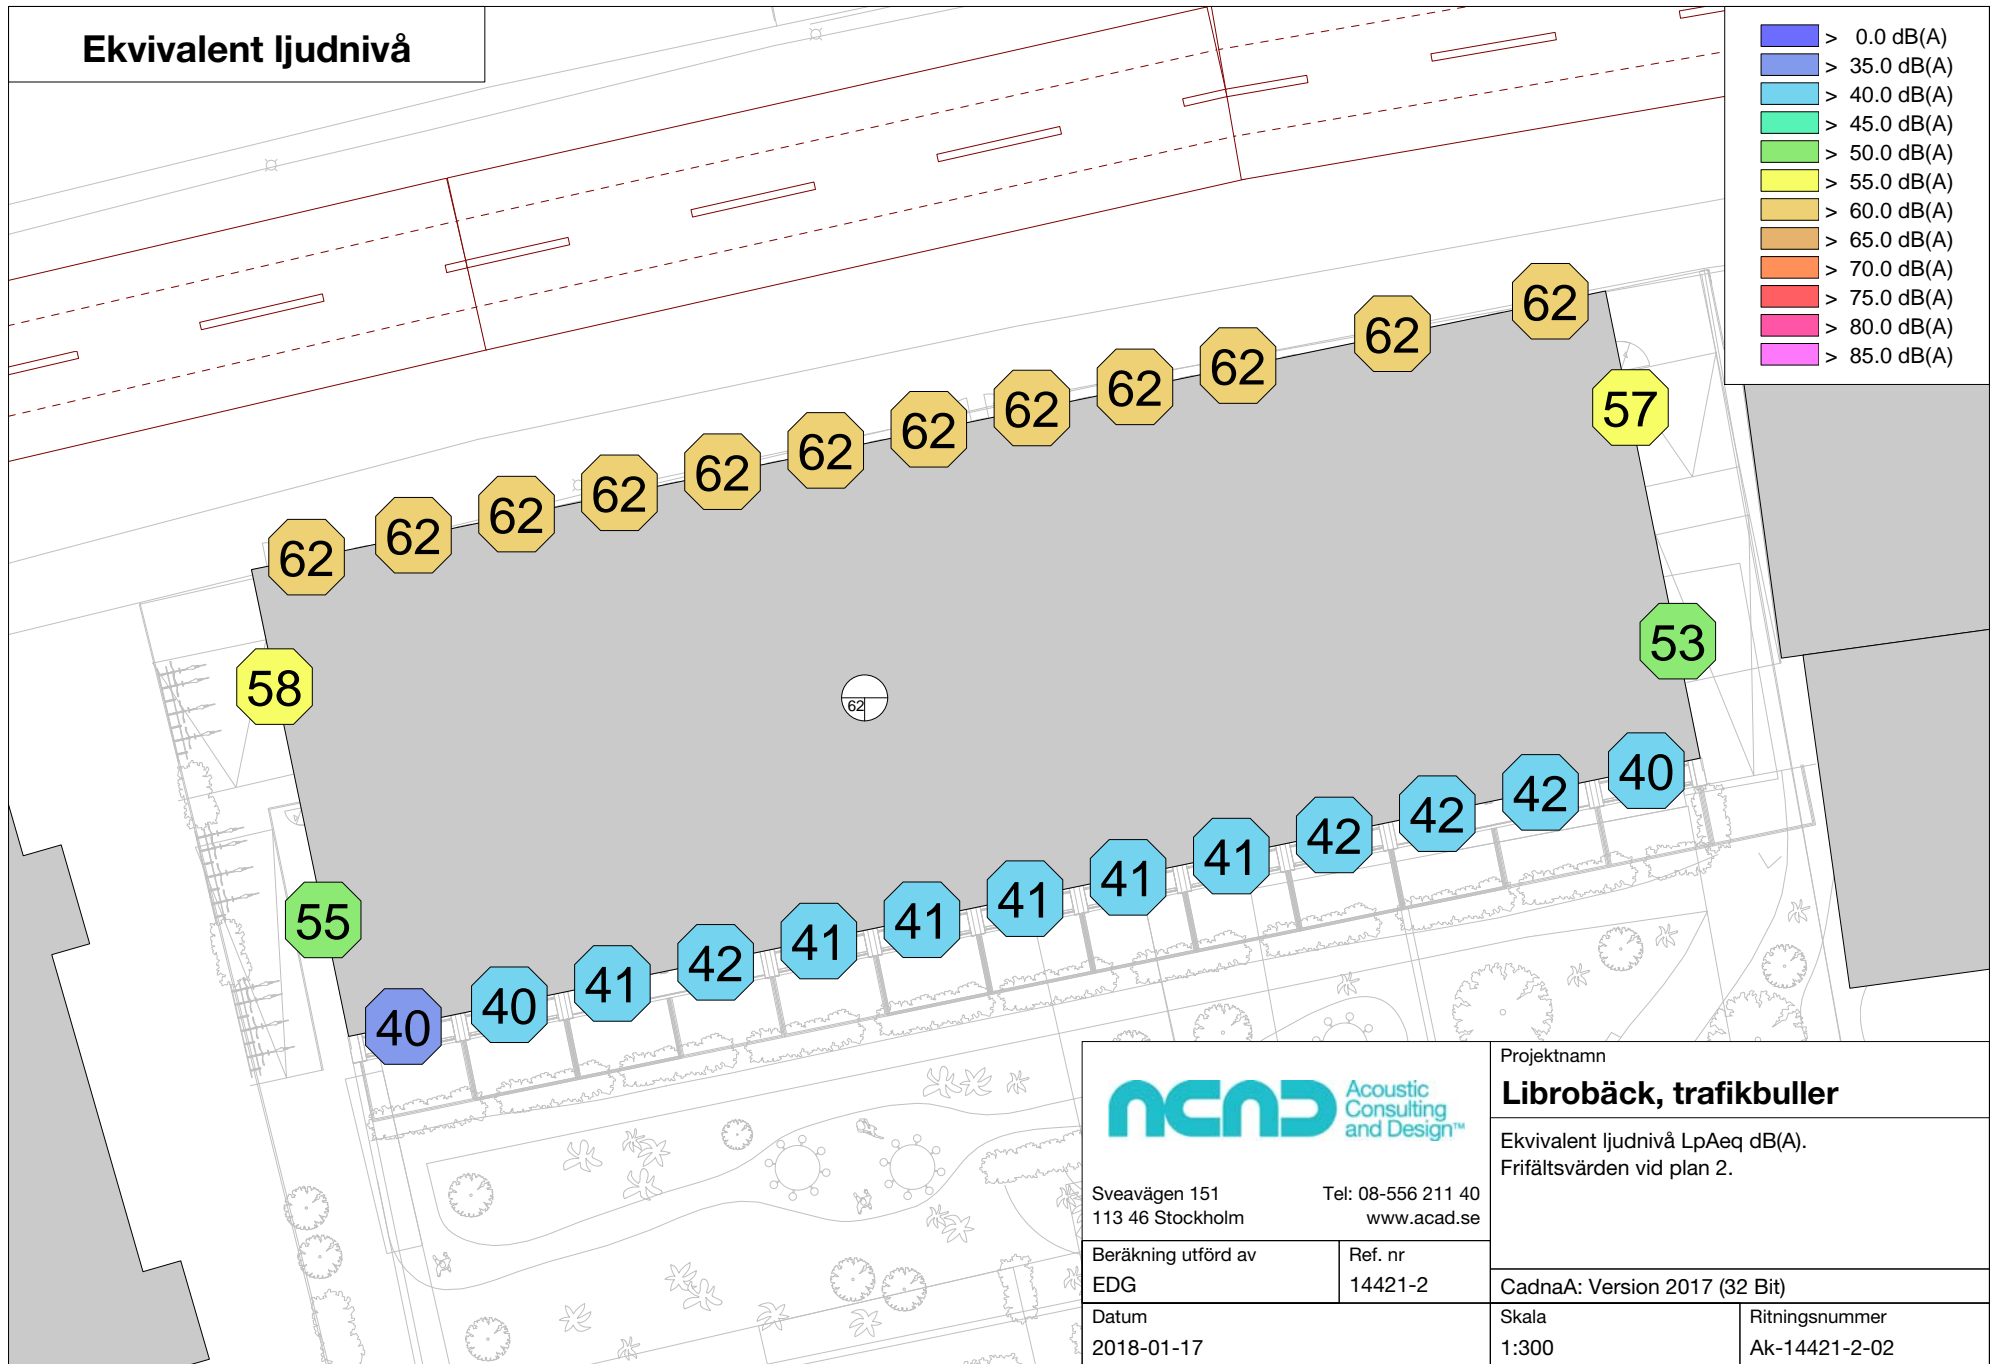 Ekvivalent ljudnivå
> 0.0 dB(A)
> 35.0 dB(A)
> 40.0 dB(A)
> 45.0 dB(A)
> 50.0 dB(A)
> 55.0 dB(A)
> 60.0 dB(A)
> 65.0 dB(A)
> 70.0 dB(A)
> 75.0 dB(A)
> 80.0 dB(A)
> 85.0 dB(A)
62 62 62 62 62 62 62 62 62 62 62 62
57
53
58
55
62
40 40 41 42 41 41 41 41 41 42 42 42 40
ACAD Acoustic
Consulting
and Design™
Sveavägen 151 Tel: 08-556 211 40
113 46 Stockholm www.acad.se
Beräkning utförd av
EDG
Ref. nr
14421-2
Datum
2018-01-17
Projektnamn
Librobäck, trafikbuller
Ekvivalent ljudnivå LpAeq dB(A).
Frifältsvärden vid plan 2.
CadnaA: Version 2017 (32 Bit)
Skala
1:300
Ritningsnummer
Ak-14421-2-02